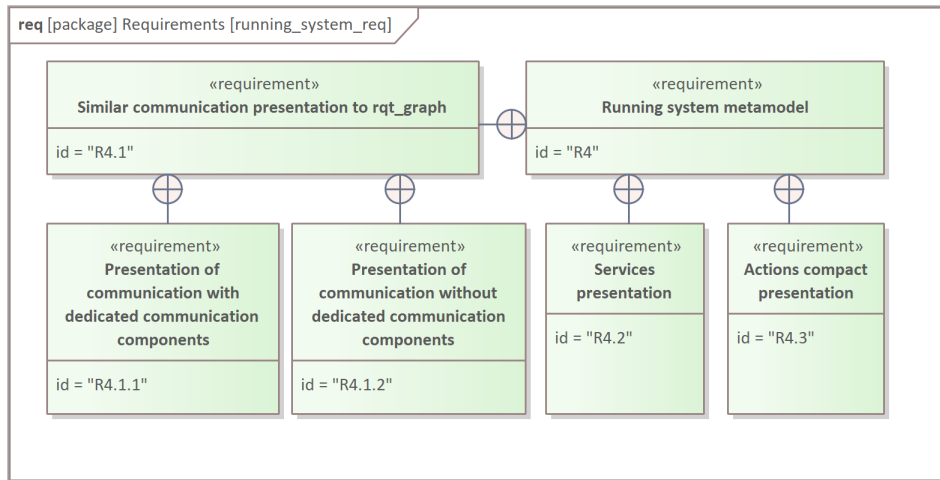 req [package] Requirements [running_system_req]
«requirement»
Similar communication presentation to rqt_graph
id = "R4.1"
«requirement»
Running system metamodel
id = "R4"
«requirement»
Presentation of
communication with
dedicated communication
components
id = "R4.1.1"
«requirement»
Presentation of
communication without
dedicated communication
components
id = "R4.1.2"
«requirement»
Services
presentation
id = "R4.2"
«requirement»
Actions compact
presentation
id = "R4.3"